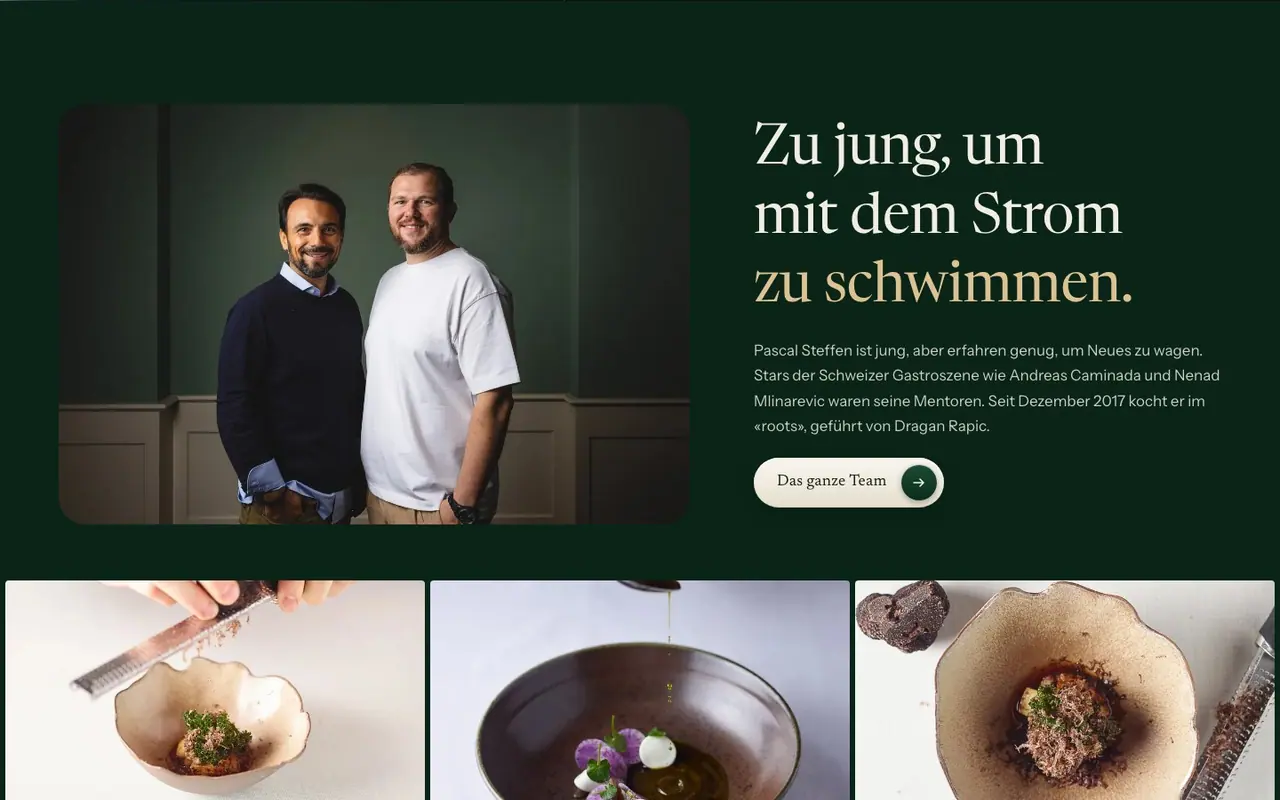 Zu jung, um
mit dem Strom
zu schwimmen.
Pascal Steffen ist jung, aber erfahren genug, um Neues zu wagen.
Stars der Schweizer Gastroszene wie Andreas Caminada und Nenad
Mlinarevic waren seine Mentoren. Seit Dezember 2017 kocht er im
«roots», geführt von Dragan Rapic.
Das ganze Team